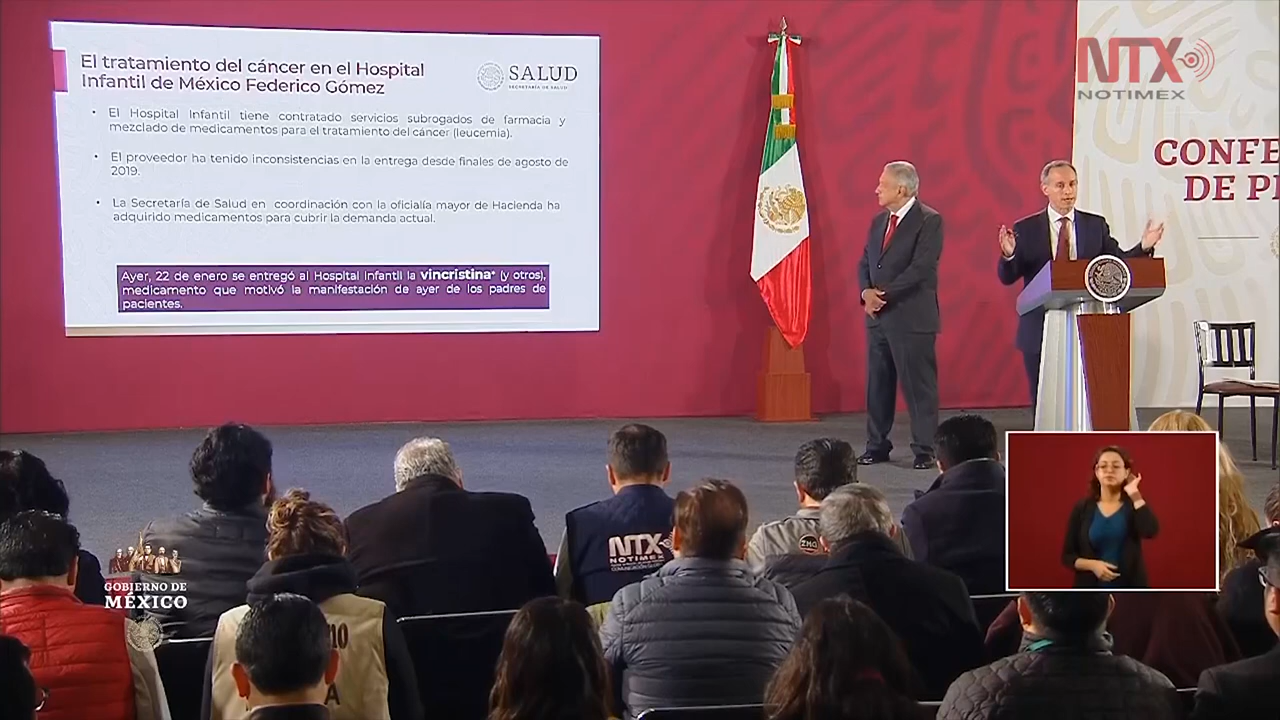 El tratamiento del cáncer en el Hospital
Infantil de México Federico Gómez
SALUD
SECRETARÍA DE SALUD
• El Hospital Infantil tiene contratado servicios subrogados de farmacia y
mezclado de medicamentos para el tratamiento del cáncer (leucemia).
• El proveedor ha tenido inconsistencias en la entrega desde finales de agosto de
2019.
• La Secretaría de Salud en coordinación con la oficialía mayor de Hacienda ha
adquirido medicamentos para cubrir la demanda actual.
Ayer, 22 de enero se entregó al Hospital Infantil la vincristina* (y otros),
medicamento que motivó la manifestación de ayer de los padres de
pacientes.
NTX
NOTIMEX
CONFE
DE P
NTX
NOTIMEX
GOBIERNO DE
MÉXICO